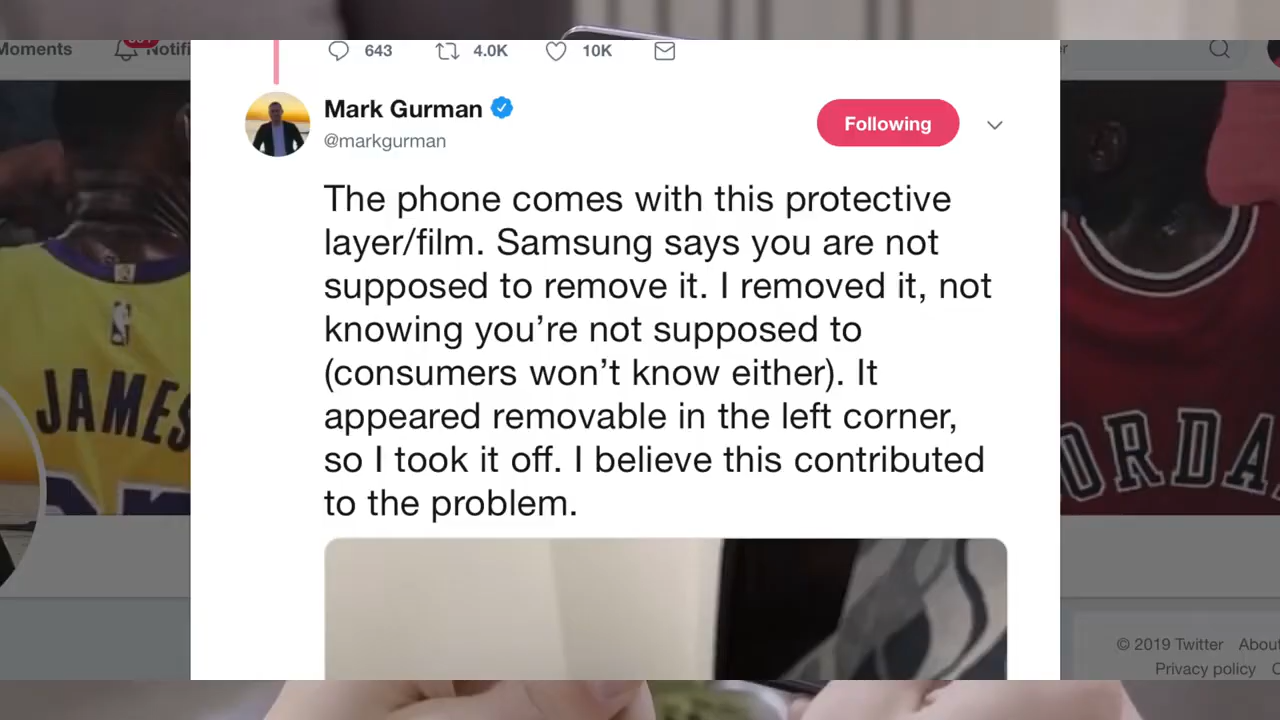 Moments
Notifi
643
4.0K
10K
Mark Gurman
@markgurman
Following
The phone comes with this protective
layer/film. Samsung says you are not
supposed to remove it. I removed it, not
knowing you’re not supposed to
(consumers won’t know either). It
appeared removable in the left corner,
so I took it off. I believe this contributed
to the problem.
JAMES
ORDA
© 2019 Twitter About
Privacy policy